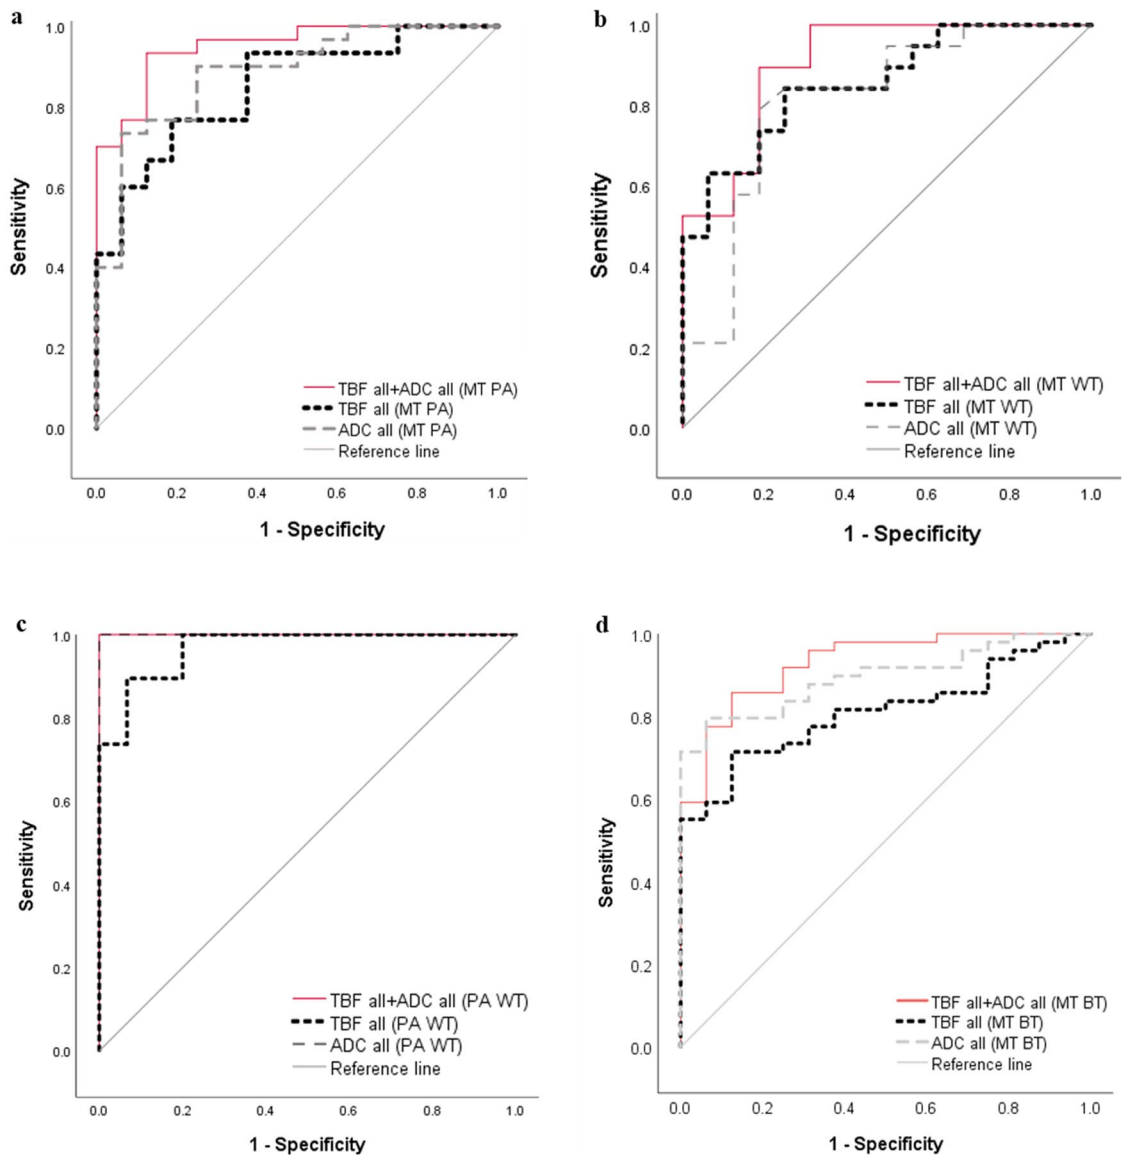 a
1.0
0.8
0.6
0.4
0.2
0.0
Sensitivity
TBF all+ADC all (MT PA)
TBF all (MT PA)
ADC all (MT PA)
Reference line
0.0 0.2 0.4 0.6 0.8 1.0
1 - Specificity
b
1.0
0.8
0.6
0.4
0.2
0.0
Sensitivity
TBF all+ADC all (MT WT)
TBF all (MT WT)
ADC all (MT WT)
Reference line
0.0 0.2 0.4 0.6 0.8 1.0
1 - Specificity
c
1.0
0.8
0.6
0.4
0.2
0.0
Sensitivity
TBF all+ADC all (PA WT)
TBF all (PA WT)
ADC all (PA WT)
Reference line
0.0 0.2 0.4 0.6 0.8 1.0
1 - Specificity
d
1.0
0.8
0.6
0.4
0.2
0.0
Sensitivity
TBF all+ADC all (MT BT)
TBF all (MT BT)
ADC all (MT BT)
Reference line
0.0 0.2 0.4 0.6 0.8 1.0
1 - Specificity